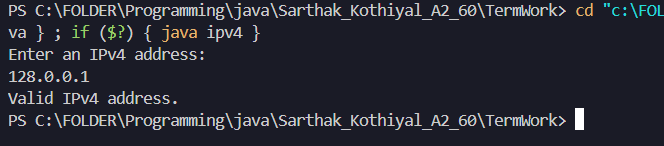 PS C:\FOLDER\Programming\java\Sarthak_Kothiyal_A2_60\TermWork> cd "c:\FOL
va } ; if ($?) { java ipv4 }
Enter an IPv4 address:
128.0.0.1
Valid IPv4 address.
PS C:\FOLDER\Programming\java\Sarthak_Kothiyal_A2_60\TermWork>